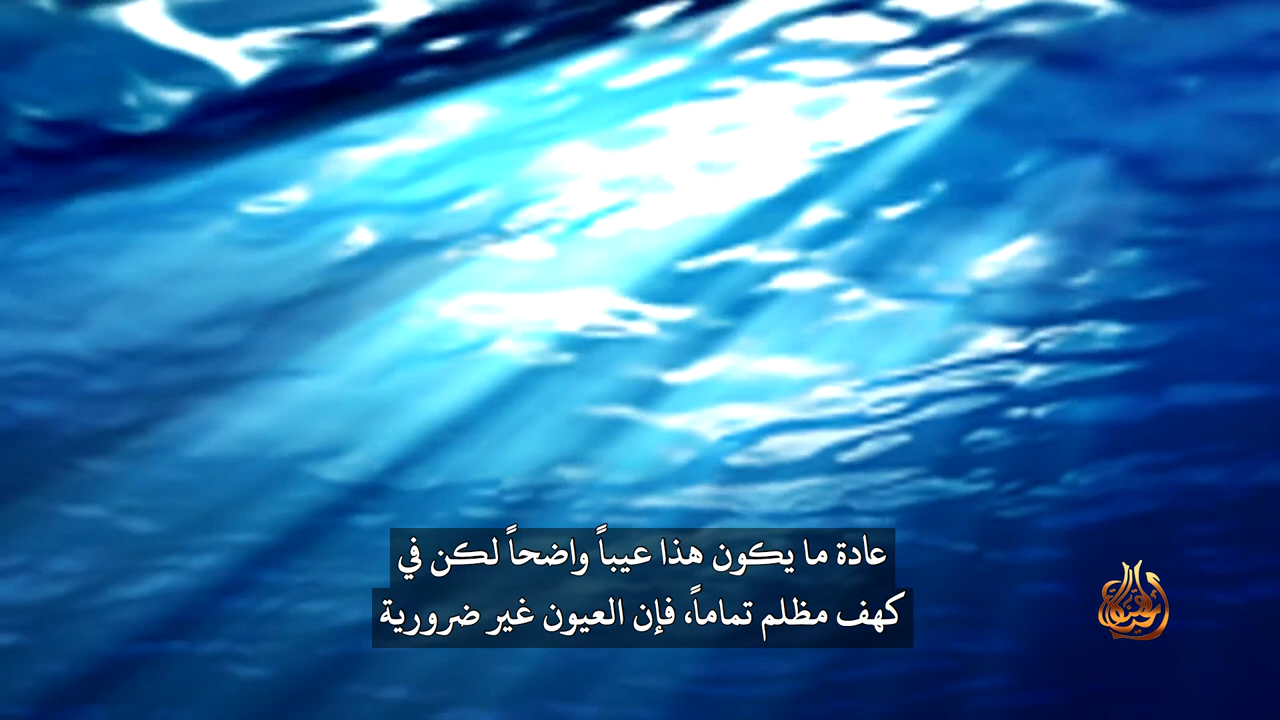 عادة ما يكون هذا عيباً واضحاً لكن في
كهف مظلم تماماً، فإن العيون غير ضرورية